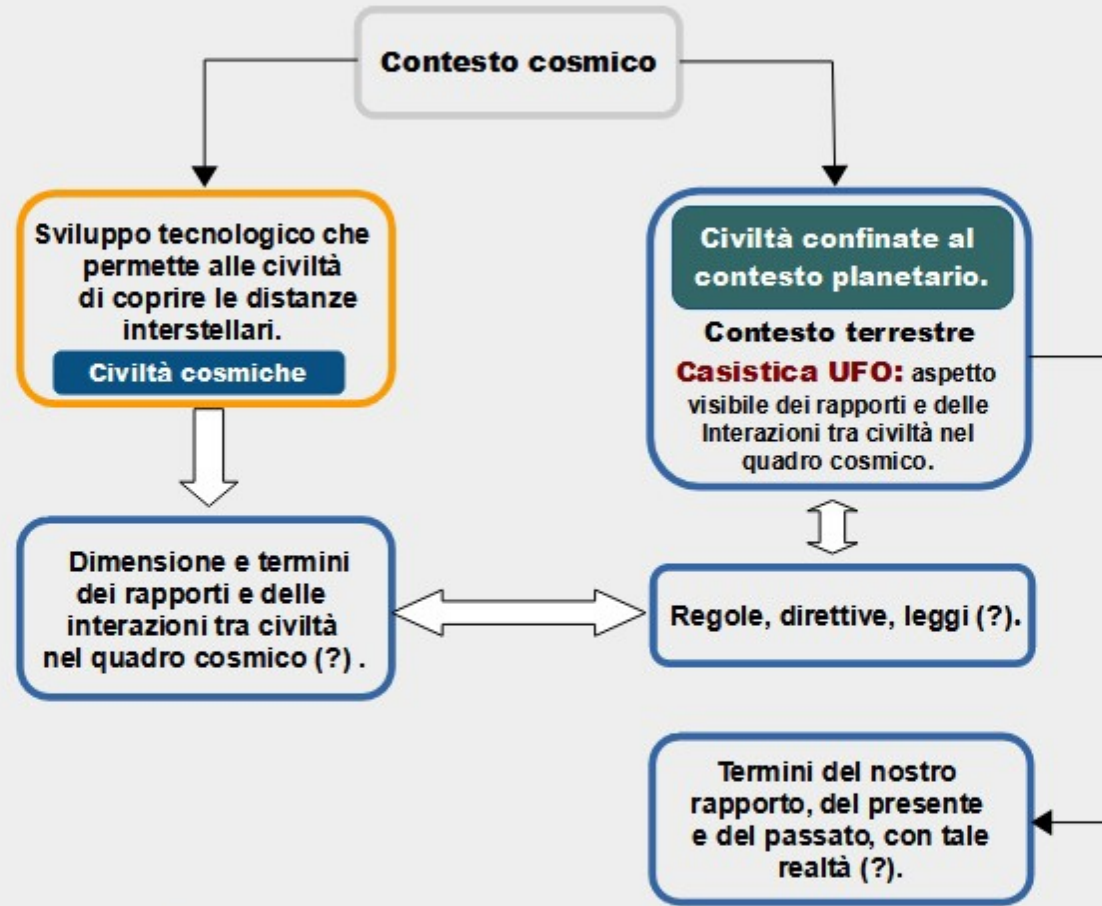 Contesto cosmico
Sviluppo tecnologico che
permette alle civiltà
di coprire le distanze
interstellari.
Civiltà cosmiche
Civiltà confinate al
contesto planetario.
Contesto terrestre
Casistica UFO: aspetto
visibile dei rapporti e delle
Interazioni tra civiltà nel
quadro cosmico.
Dimensione e termini
dei rapporti e delle
interazioni tra civiltà
nel quadro cosmico (?) .
Regole, direttive, leggi (?).
Termini del nostro
rapporto, del presente
e del passato, con tale
realtà (?).